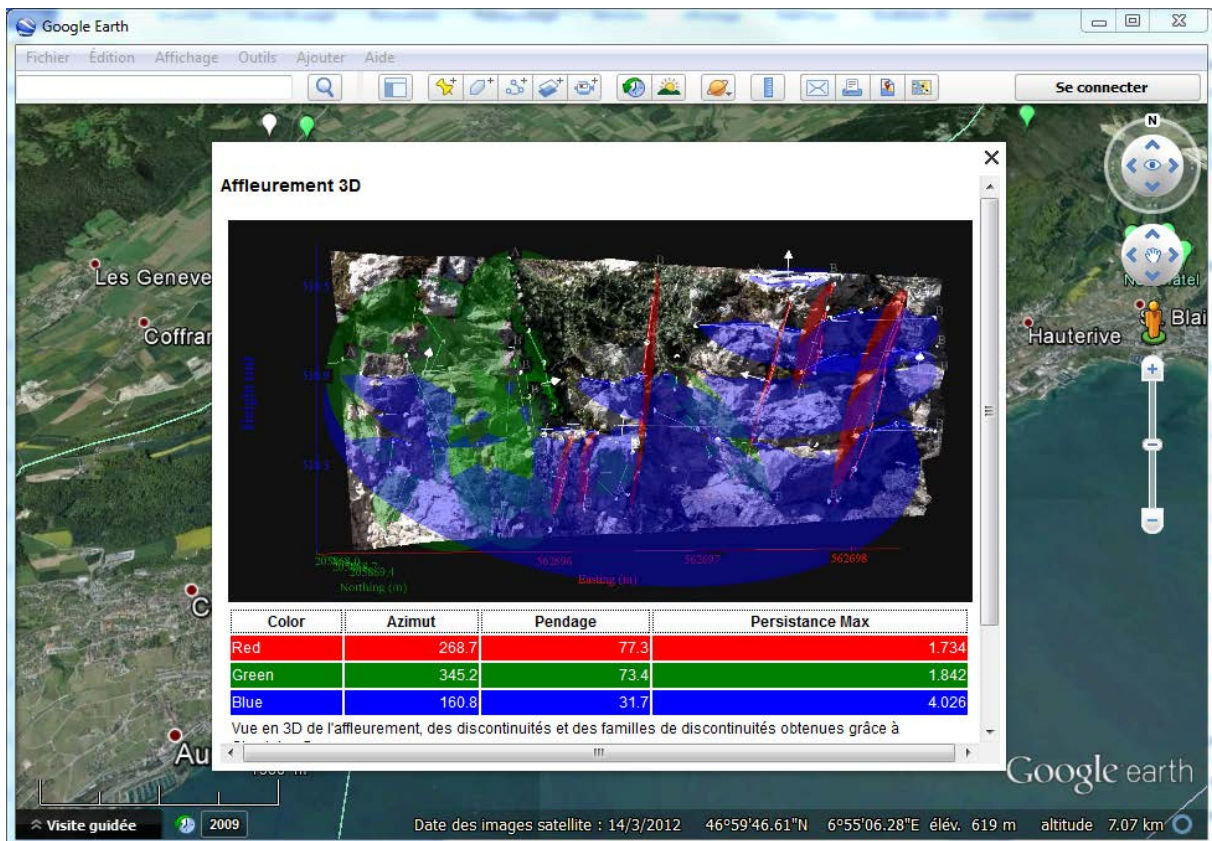 Google Earth
Fichier Édition Affichage Outils Ajouter Aide
Se connecter
N
Affleurement 3D
Les Geneve
Coffrar
Hauterive
Blai
A
B
Easting (m)
Northing (m)
562696
562697
562698
205869.4
Color Azimut Pendage Persistance Max
Red 268.7 77.3 1.734
Green 345.2 73.4 1.842
Blue 160.8 31.7 4.026
Vue en 3D de l'affleurement, des discontinuités et des familles de discontinuités obtenues grâce à
Au
Google earth
Visite guidée 2009 Date des images satellite : 14/3/2012 46°59'46.61"N 6°55'06.28"E élév. 619 m altitude 7.07 km